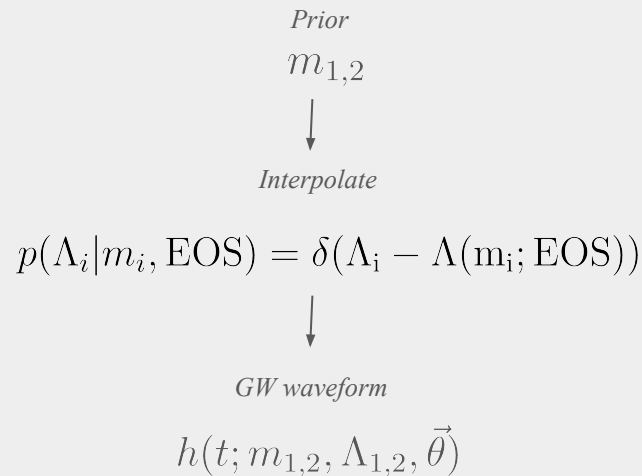 Prior
m_{1,2}
Interpolate
p(Λ_i|m_i, EOS) = δ(Λ_i − Λ(m_i; EOS))
GW waveform
h(t; m_{1,2}, Λ_{1,2}, \vec{θ})